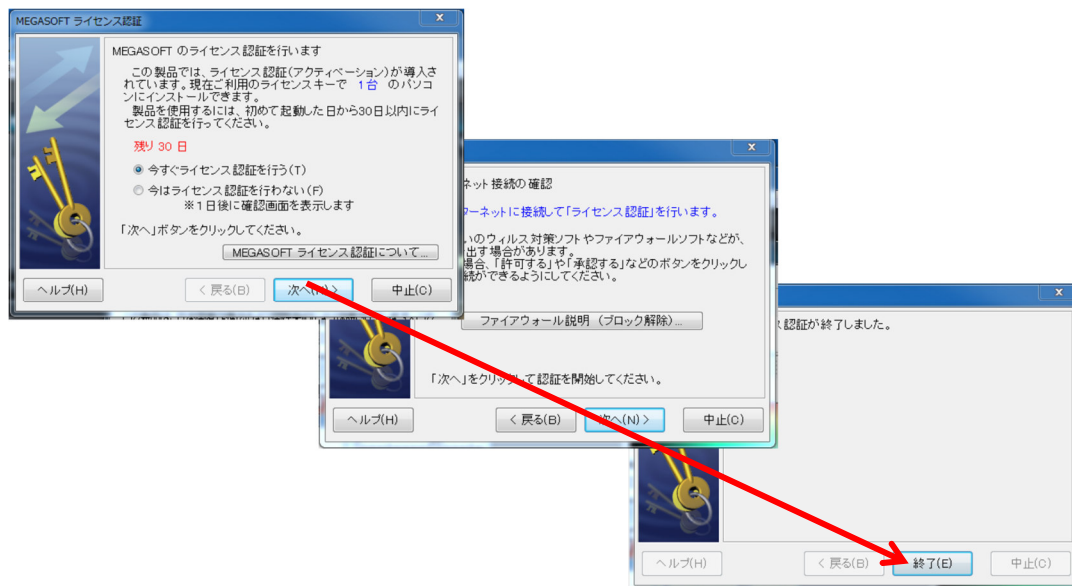 MEGASOFT ライセンス認証
MEGASOFT のライセンス認証を行います
この製品では、ライセンス認証(アクティベーション)が導入さ
れています。現在ご利用のライセンスキーで 1台 のパソコ
ンにインストールできます。
製品を使用するには、初めて起動した日から30日以内にライ
センス認証を行ってください。
残り 30 日
今すぐライセンス認証を行う(T)
今はライセンス認証を行わない(F)
※1日後に確認画面を表示します
「次へ」ボタンをクリックしてください。
MEGASOFT ライセンス認証について...
ヘルプ(H)
< 戻る(B)
次へ(N) >
中止(C)
ネット接続の確認
ターネットに接続して「ライセンス認証」を行います。
いのウィルス対策ソフトやファイアウォールソフトなどが、
出す場合があります。
場合、「許可する」や「承認する」などのボタンをクリックし
続ができるようにしてください。
ファイアウォール説明 (ブロック解除)...
「次へ」をクリックして認証を開始してください。
ヘルプ(H)
< 戻る(B)
次へ(N) >
中止(C)
認証が終了しました。
ヘルプ(H)
< 戻る(B)
終了(E)
中止(C)